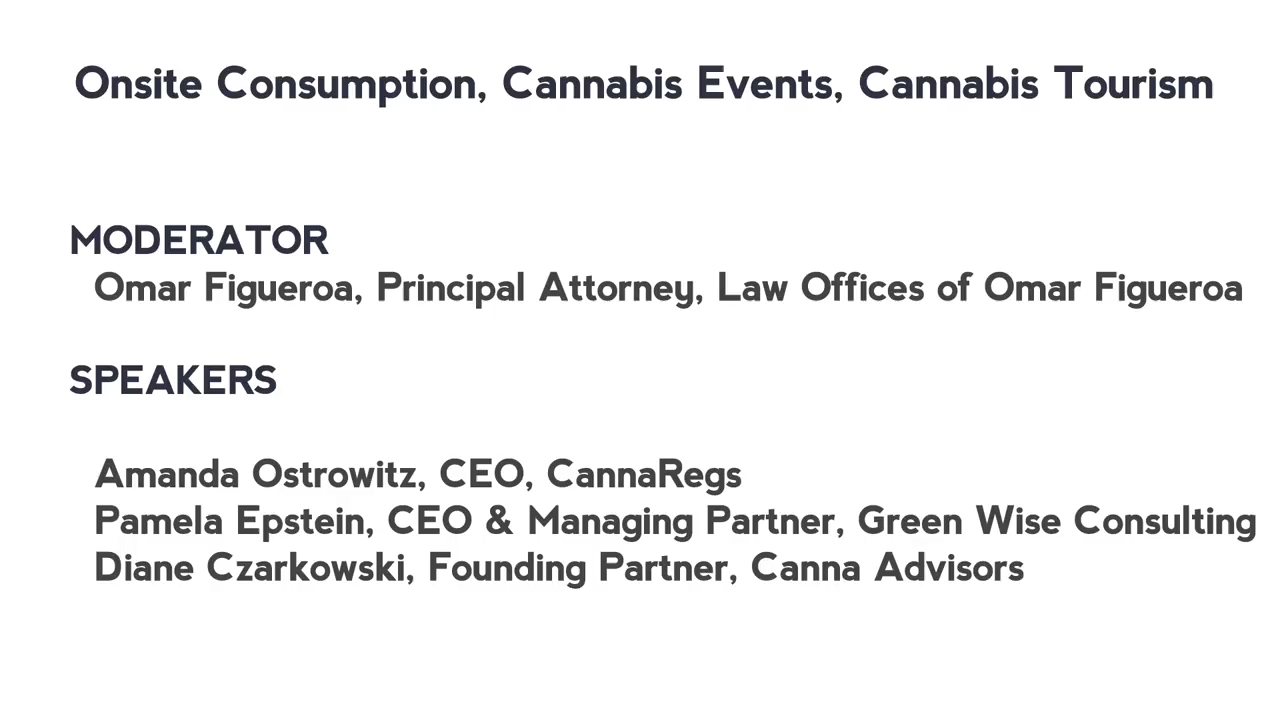 Onsite Consumption, Cannabis Events, Cannabis Tourism
MODERATOR
Omar Figueroa, Principal Attorney, Law Offices of Omar Figueroa
SPEAKERS
Amanda Ostrowitz, CEO, CannaRegs
Pamela Epstein, CEO & Managing Partner, Green Wise Consulting
Diane Czarkowski, Founding Partner, Canna Advisors